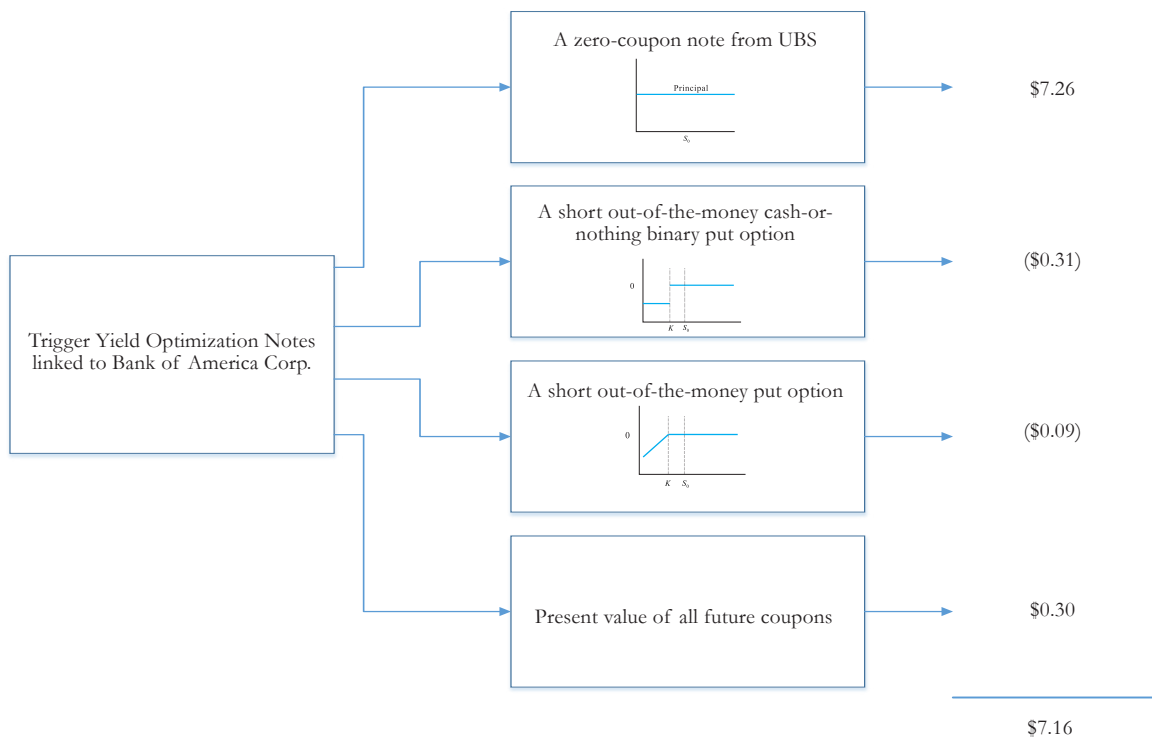 A zero-coupon note from UBS
Principal
S₀
$7.26
A short out-of-the-money cash-or-
nothing binary put option
0
K
S₀
($0.31)
Trigger Yield Optimization Notes
linked to Bank of America Corp.
A short out-of-the-money put option
0
K
S₀
($0.09)
Present value of all future coupons
$0.30
$7.16